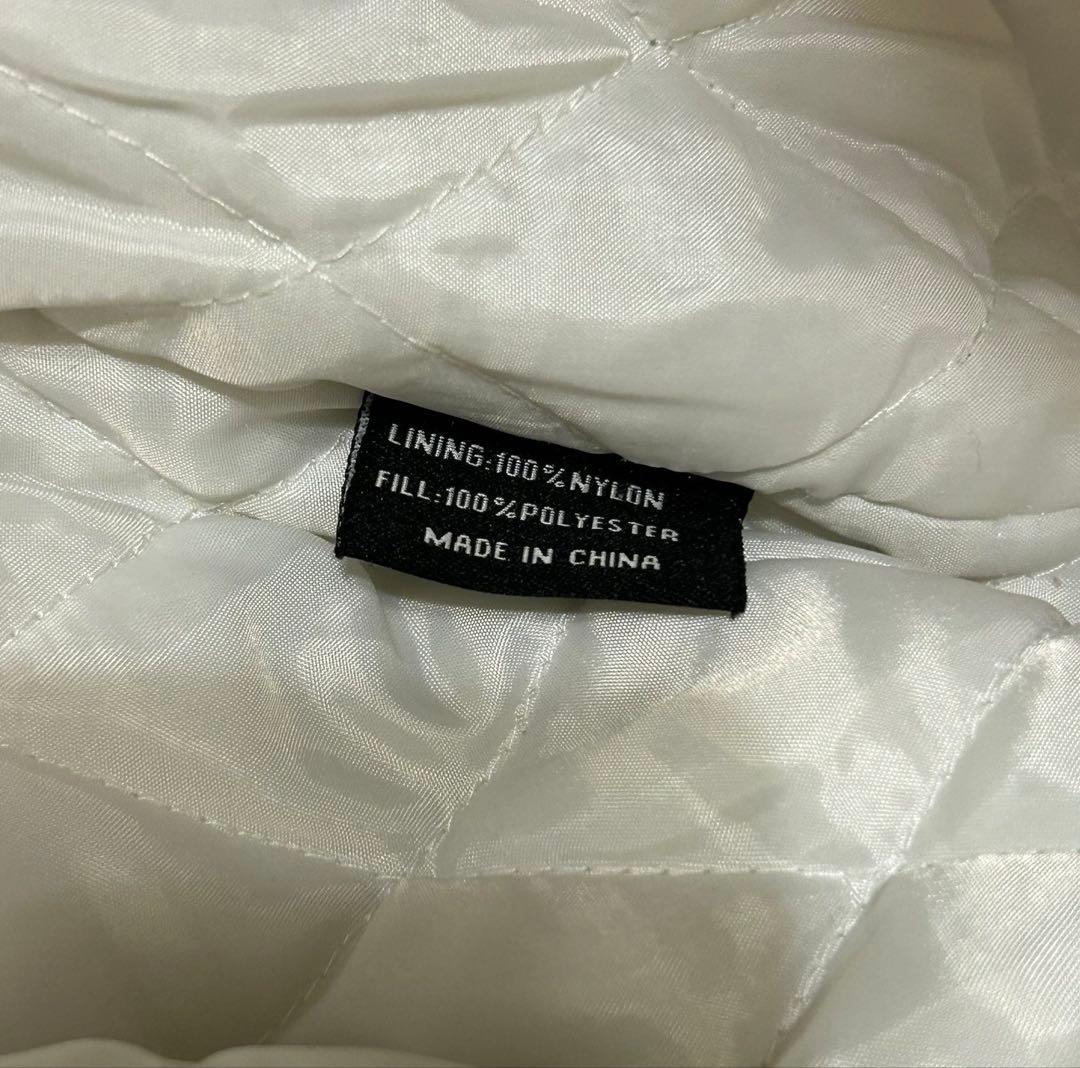 LINING:100%NYLON
FILL:100%POLYESTER
MADE IN CHINA